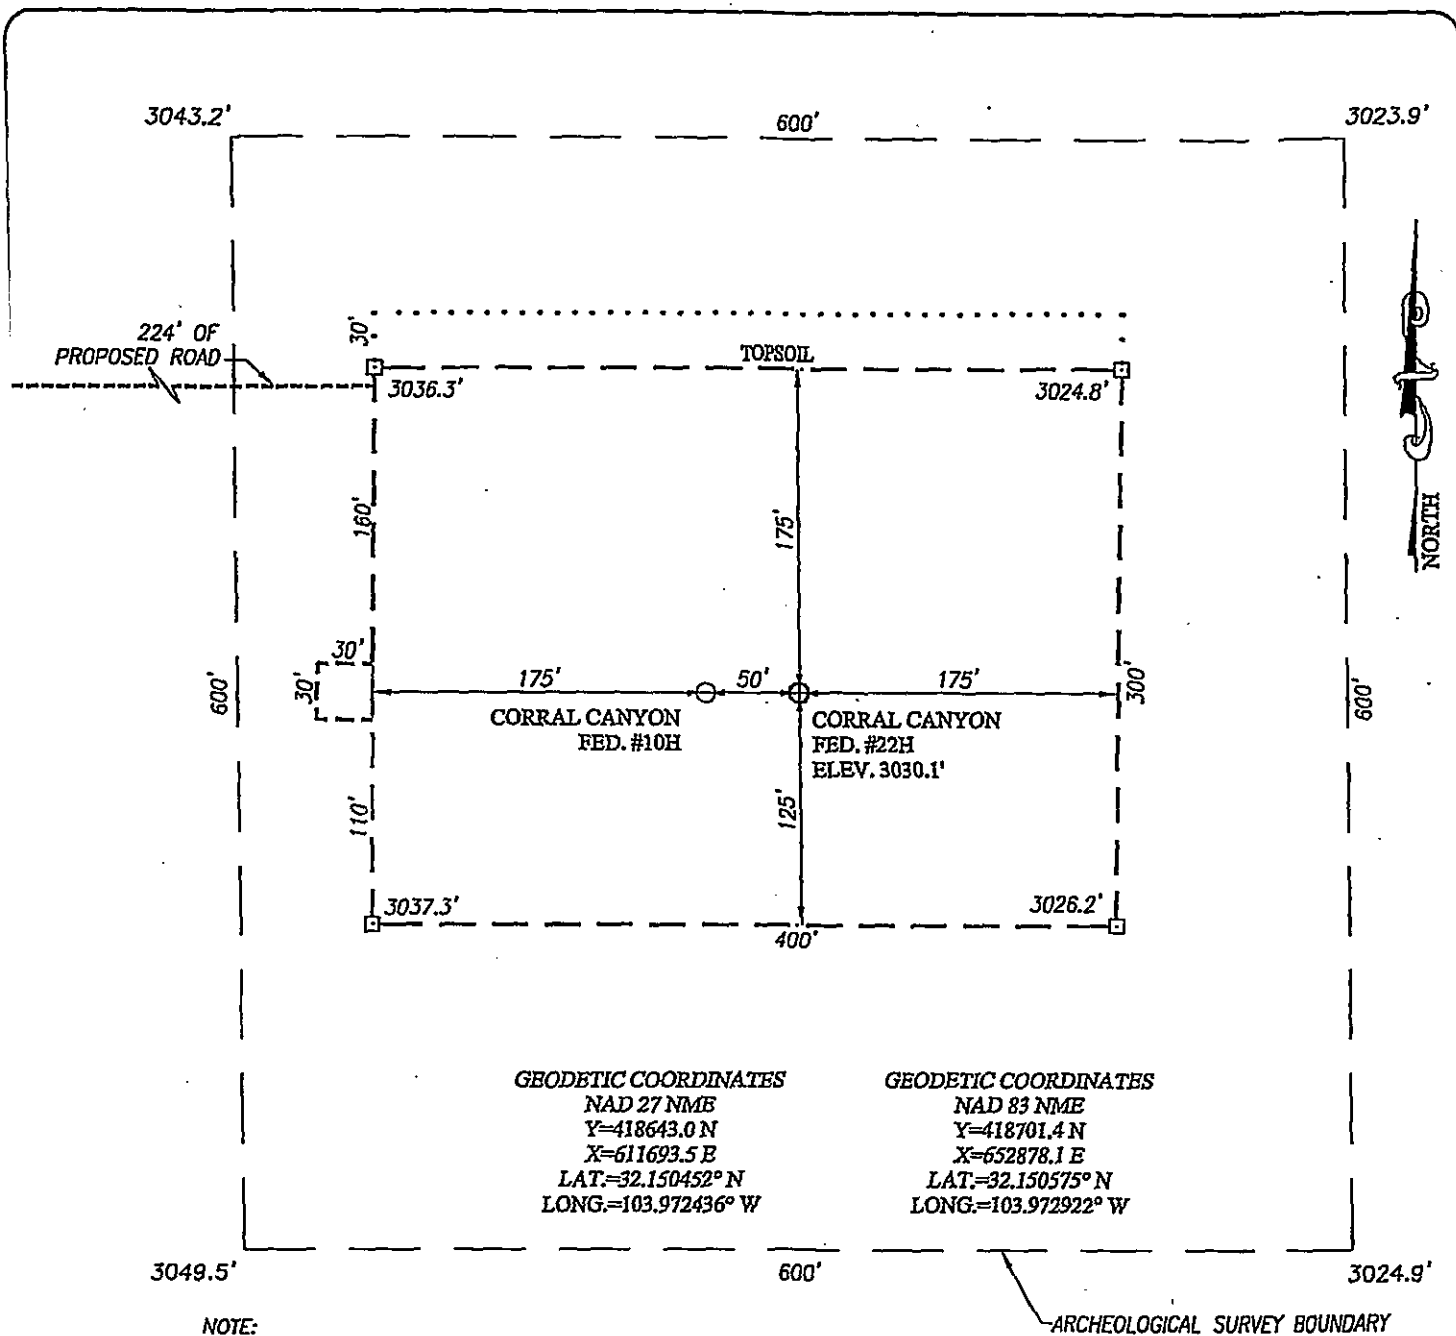 3043.2'
600'
3023.9'
224' OF
PROPOSED ROAD
30'
TOPSOIL
3036.3'
3024.8'
NORTH
160'
175'
30'
30'
600'
175'
50'
175'
300'
600'
CORRAL CANYON
FED. #10H
CORRAL CANYON
FED. #22H
ELEV. 3030.1'
110'
125'
3037.3'
3026.2'
400'
GEODETIC COORDINATES
NAD 27 NME
Y=418643.0 N
X=611693.5 E
LAT.=32.150452° N
LONG.=103.972436° W
GEODETIC COORDINATES
NAD 83 NME
Y=418701.4 N
X=652878.1 E
LAT.=32.150575° N
LONG.=103.972922° W
3049.5'
600'
3024.9'
NOTE:
ARCHEOLOGICAL SURVEY BOUNDARY